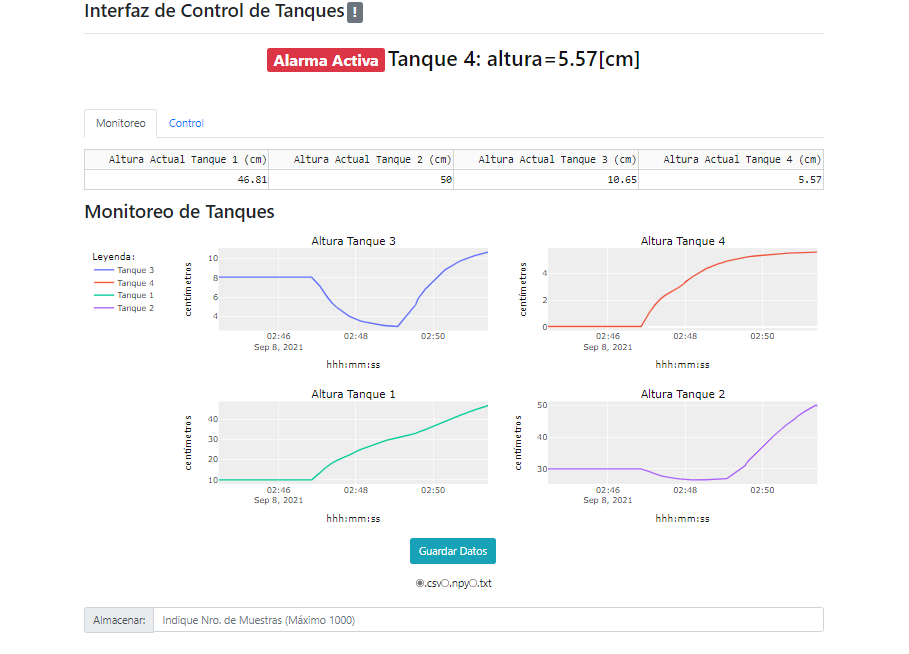 Interfaz de Control de Tanques !
Alarma Activa Tanque 4: altura=5.57[cm]
Monitoreo Control
Altura Actual Tanque 1 (cm) Altura Actual Tanque 2 (cm) Altura Actual Tanque 3 (cm) Altura Actual Tanque 4 (cm)
46.81 50 10.65 5.57
Monitoreo de Tanques
Leyenda:
Tanque 3
Tanque 4
Tanque 1
Tanque 2
Altura Tanque 3
centímetros
10
8
6
4
02:46 02:48 02:50
Sep 8, 2021
hhh:mm:ss
Altura Tanque 4
centímetros
4
2
0
02:46 02:48 02:50
Sep 8, 2021
hhh:mm:ss
Altura Tanque 1
centímetros
40
30
20
10
02:46 02:48 02:50
Sep 8, 2021
hhh:mm:ss
Altura Tanque 2
centímetros
50
40
30
02:46 02:48 02:50
Sep 8, 2021
hhh:mm:ss
Guardar Datos
.csv .npy .txt
Almacenar: Indique Nro. de Muestras (Máximo 1000)